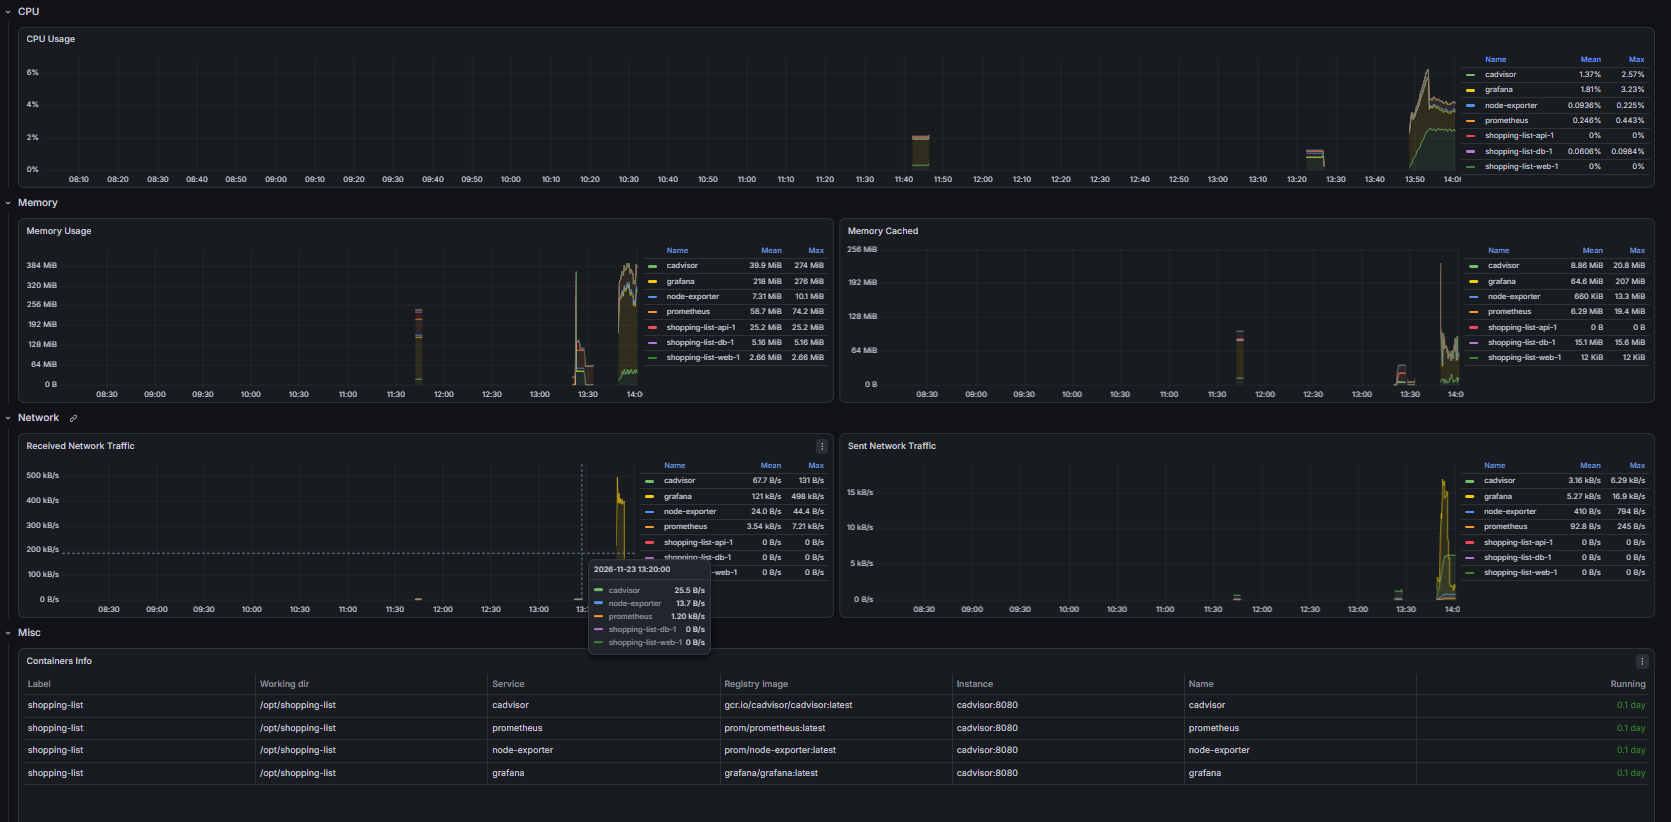 CPU
CPU Usage
6%
4%
2%
0%
08:10 08:20 08:30 08:40 08:50 09:00 09:10 09:20 09:30 09:40 09:50 10:00 10:10 10:20 10:30 10:40 10:50 11:00 11:10 11:20 11:30 11:40 11:50 12:00 12:10 12:20 12:30 12:40 12:50 13:00 13:10 13:20 13:30 13:40 13:50 14:00
Name Mean Max
cadvisor 1.37% 2.57%
grafana 1.81% 3.23%
node-exporter 0.0936% 0.225%
prometheus 0.246% 0.443%
shopping-list-api-1 0% 0%
shopping-list-db-1 0.0606% 0.0984%
shopping-list-web-1 0% 0%
Memory
Memory Usage
384 MiB
320 MiB
256 MiB
192 MiB
128 MiB
64 MiB
0 B
08:30 09:00 09:30 10:00 10:30 11:00 11:30 12:00 12:30 13:00 13:30 14:0
Name Mean Max
cadvisor 39.9 MiB 274 MiB
grafana 218 MiB 276 MiB
node-exporter 7.31 MiB 10.1 MiB
prometheus 58.7 MiB 74.2 MiB
shopping-list-api-1 25.2 MiB 25.2 MiB
shopping-list-db-1 5.16 MiB 5.16 MiB
shopping-list-web-1 2.66 MiB 2.66 MiB
Memory Cached
256 MiB
192 MiB
128 MiB
64 MiB
0 B
08:30 09:00 09:30 10:00 10:30 11:00 11:30 12:00 12:30 13:00 13:30 14:0
Name Mean Max
cadvisor 8.86 MiB 20.8 MiB
grafana 64.6 MiB 207 MiB
node-exporter 660 KiB 13.3 MiB
prometheus 6.29 MiB 19.4 MiB
shopping-list-api-1 0 B 0 B
shopping-list-db-1 15.1 MiB 15.6 MiB
shopping-list-web-1 12 KiB 12 KiB
Network
Received Network Traffic
500 kB/s
400 kB/s
300 kB/s
200 kB/s
100 kB/s
0 B/s
08:30 09:00 09:30 10:00 10:30 11:00 11:30 12:00 12:30 13:00 13:
Name Mean Max
cadvisor 67.7 B/s 131 B/s
grafana 121 kB/s 498 kB/s
node-exporter 24.0 B/s 44.4 B/s
prometheus 3.54 kB/s 7.21 kB/s
shopping-list-api-1 0 B/s 0 B/s
shopping-list-db-1 0 B/s 0 B/s
-web-1 0 B/s 0 B/s
2026-11-23 13:20:00
cadvisor 25.5 B/s
node-exporter 13.7 B/s
prometheus 1.20 kB/s
shopping-list-db-1 0 B/s
shopping-list-web-1 0 B/s
Sent Network Traffic
15 kB/s
10 kB/s
5 kB/s
0 B/s
08:30 09:00 09:30 10:00 10:30 11:00 11:30 12:00 12:30 13:00 13:30 14:0
Name Mean Max
cadvisor 3.16 kB/s 6.29 kB/s
grafana 5.27 kB/s 16.9 kB/s
node-exporter 410 B/s 794 B/s
prometheus 92.8 B/s 245 B/s
shopping-list-api-1 0 B/s 0 B/s
shopping-list-db-1 0 B/s 0 B/s
shopping-list-web-1 0 B/s 0 B/s
Misc
Containers Info
Label Working dir Service Registry Image Instance Name Running
shopping-list /opt/shopping-list cadvisor gcr.io/cadvisor/cadvisor:latest cadvisor:8080 cadvisor 0.1 day
shopping-list /opt/shopping-list prometheus prom/prometheus:latest cadvisor:8080 prometheus 0.1 day
shopping-list /opt/shopping-list node-exporter prom/node-exporter:latest cadvisor:8080 node-exporter 0.1 day
shopping-list /opt/shopping-list grafana grafana/grafana:latest cadvisor:8080 grafana 0.1 day